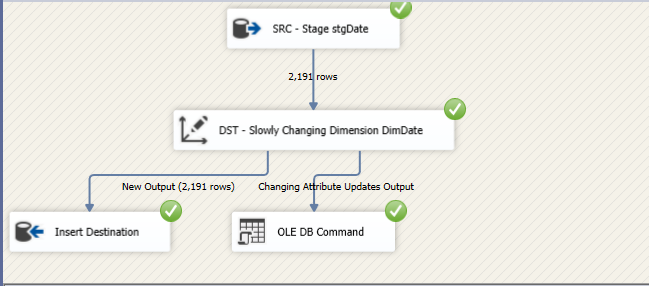 SRC - Stage stgDate
2,191 rows
DST - Slowly Changing Dimension DimDate
New Output (2,191 rows)
Changing Attribute Updates Output
Insert Destination
OLE DB Command